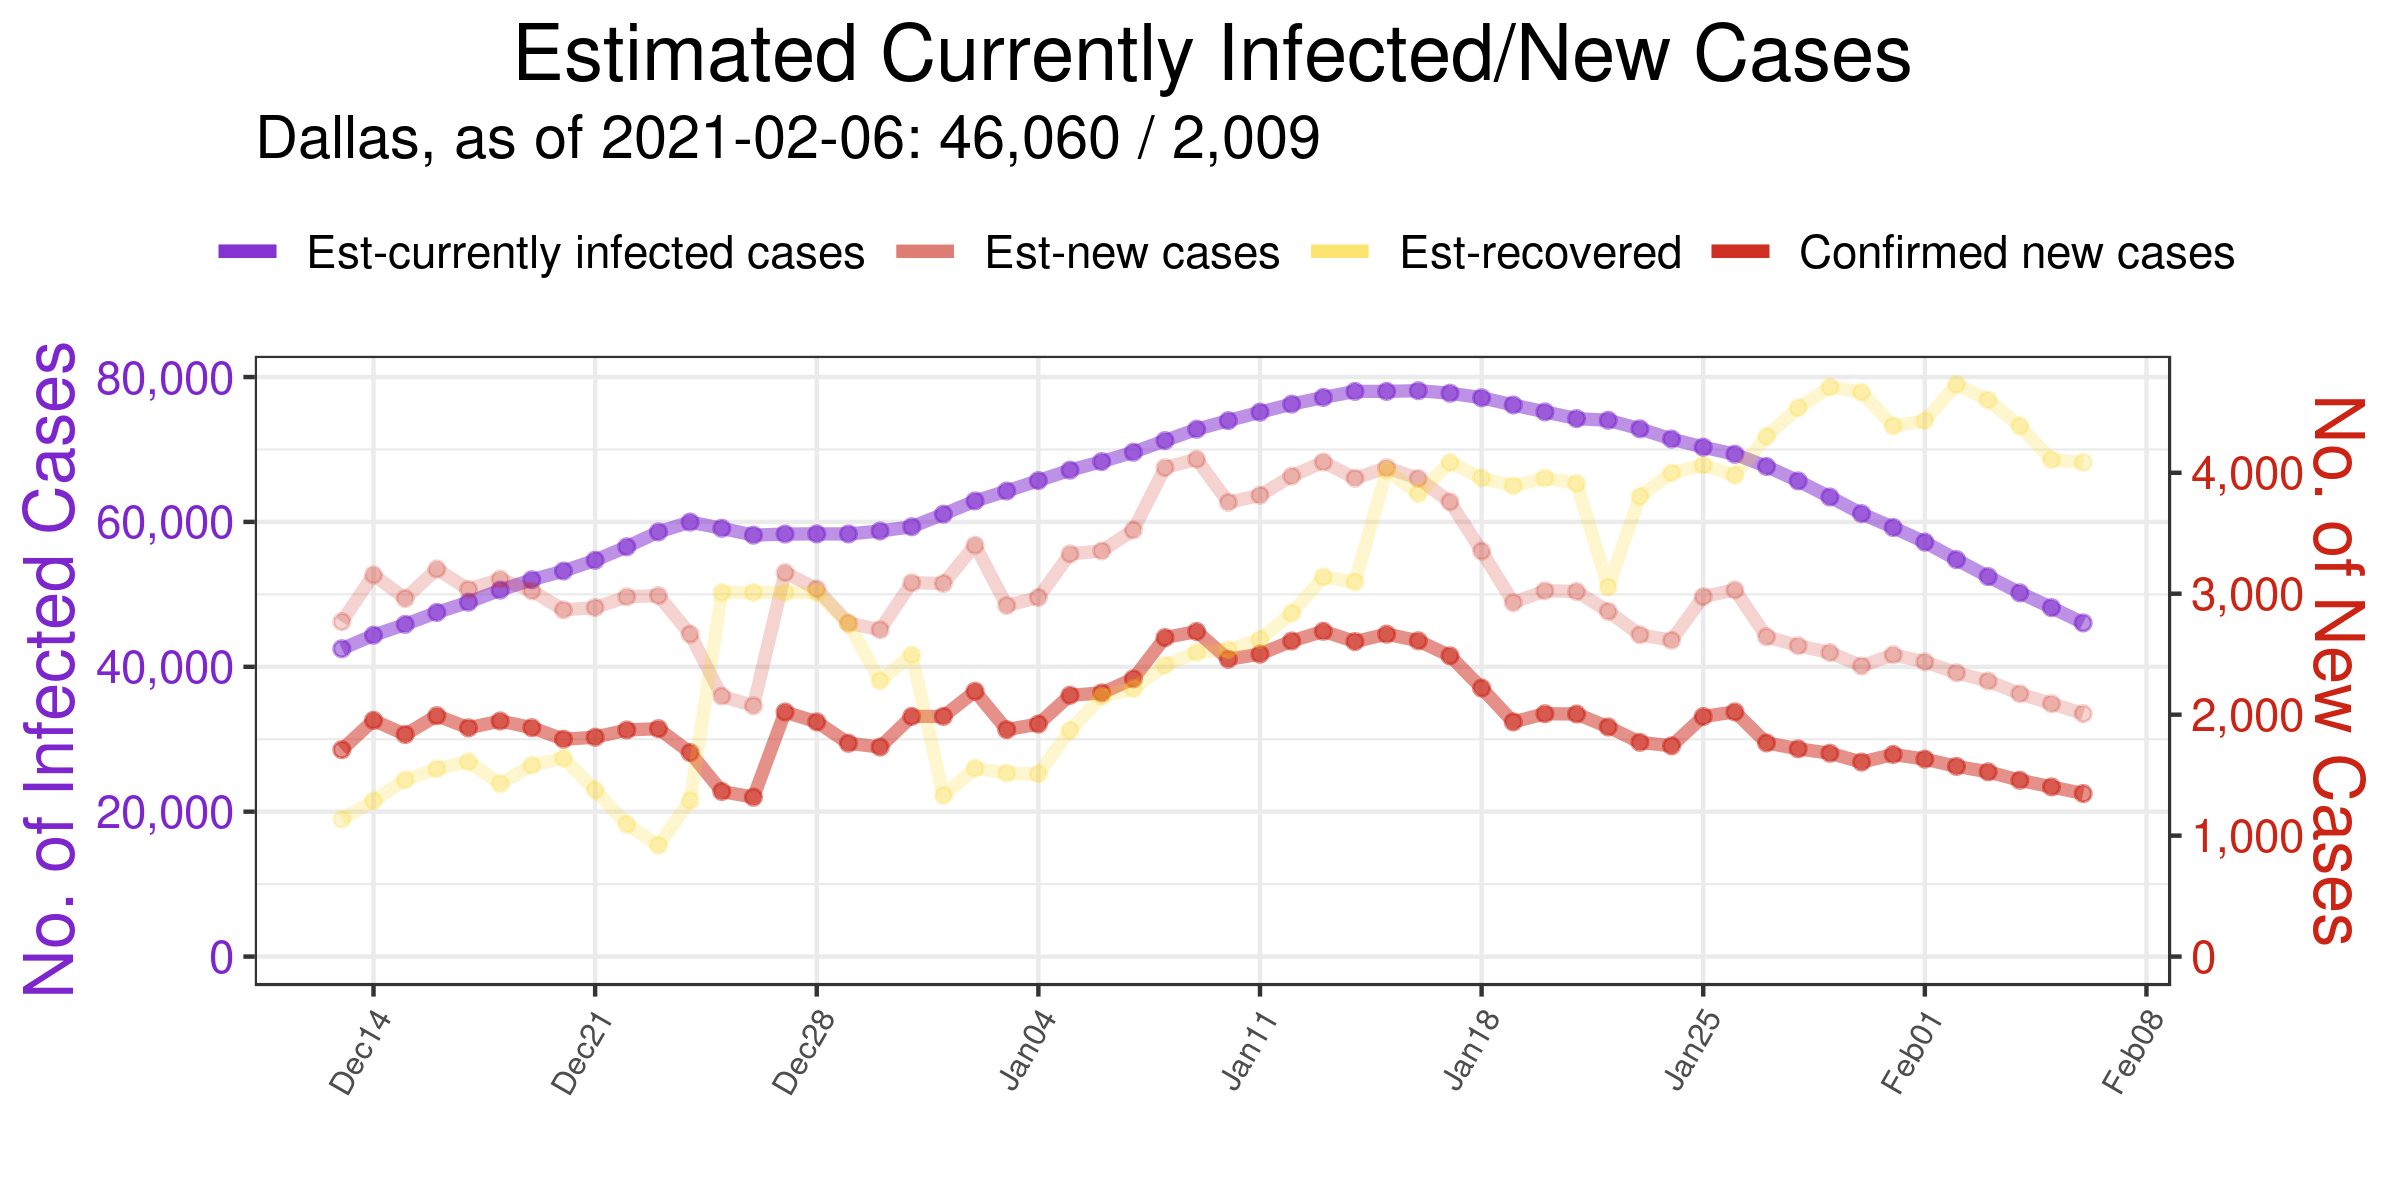 Estimated Currently Infected/New Cases
Dallas, as of 2021-02-06: 46,060 / 2,009
Est-currently infected cases Est-new cases Est-recovered Confirmed new cases
No. of Infected Cases
80,000
60,000
40,000
20,000
0
4,000
3,000
2,000
1,000
0
No. of New Cases
Dec14 Dec21 Dec28 Jan04 Jan11 Jan18 Jan25 Feb01 Feb08